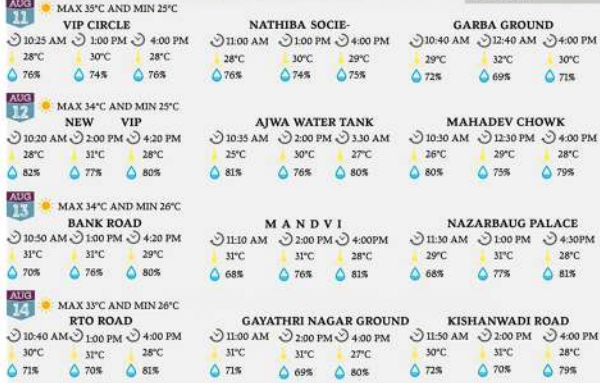 AUG 11 MAX 35°C AND MIN 25°C
VIP CIRCLE NATHIBA SOCIE- GARBA GROUND
10:25 AM 1:00 PM 4:00 PM 11:00 AM 1:00 PM 4:00 PM 10:40 AM 12:40 AM 4:00 PM
28°C 30°C 28°C 28°C 30°C 29°C 29°C 32°C 30°C
76% 74% 76% 76% 74% 75% 72% 69% 71%
AUG 12 MAX 34°C AND MIN 25°C
NEW VIP AJWA WATER TANK MAHADEV CHOWK
10:20 AM 2:00 PM 4:20 PM 10:35 AM 2:00 PM 3.30 AM 10:30 AM 12:30 PM 4:00 PM
28°C 31°C 28°C 25°C 30°C 27°C 26°C 29°C 28°C
82% 77% 80% 81% 76% 80% 80% 75% 79%
AUG 13 MAX 34°C AND MIN 26°C
BANK ROAD MANDVI NAZARBAUG PALACE
10:50 AM 1:00 PM 4:20 PM 11:10 AM 2:00 PM 4:00PM 11:30 AM 1:00 PM 4:30PM
31°C 31°C 29°C 31°C 31°C 28°C 29°C 31°C 28°C
70% 76% 80% 68% 76% 81% 68% 77% 81%
AUG 14 MAX 33°C AND MIN 26°C
RTO ROAD GAYATHRI NAGAR GROUND KISHANWADI ROAD
10:40 AM 1:00 PM 4:00 PM 11:00 AM 2:00 PM 4:00 PM 11:50 AM 2:00 PM 4:00 PM
30°C 31°C 28°C 31°C 31°C 27°C 30°C 31°C 28°C
71% 70% 81% 71% 69% 80% 72% 70% 79%